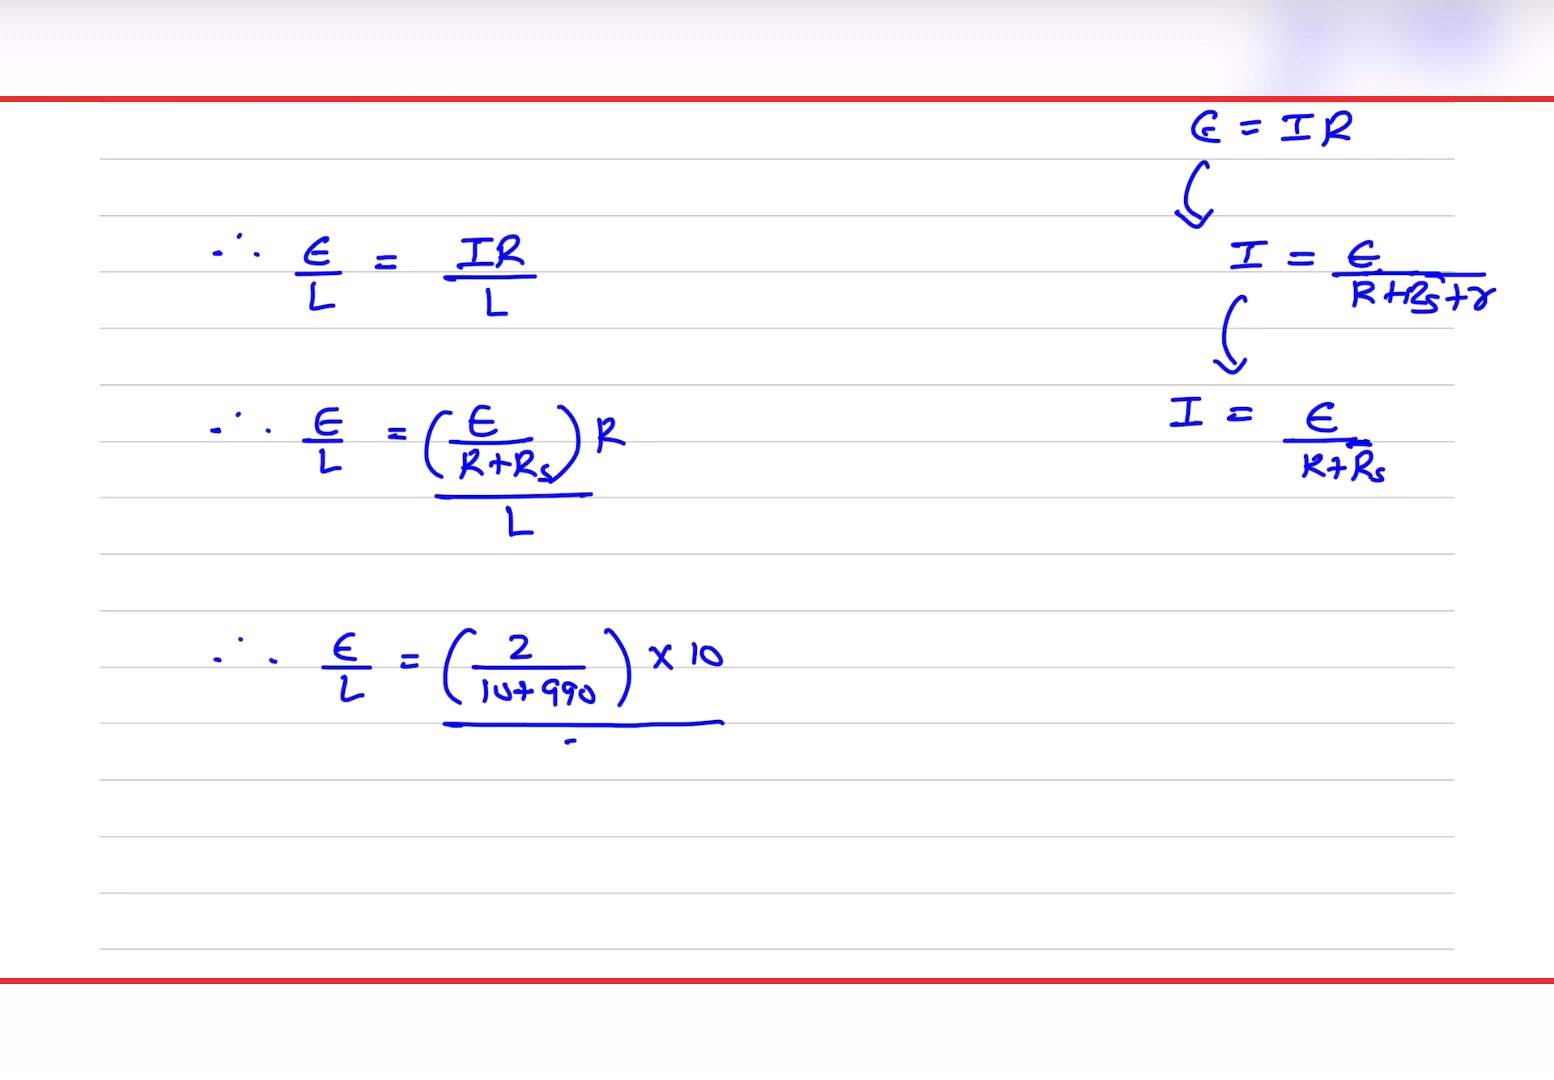 ϵ = IR
∴ ϵ/L = IR/L
I = ϵ/(R+Rs+r)
∴ ϵ/L = (ϵ/(R+Rs))R/L
I = ϵ/(R+Rs)
∴ ϵ/L = (2/(10+990)) × 10